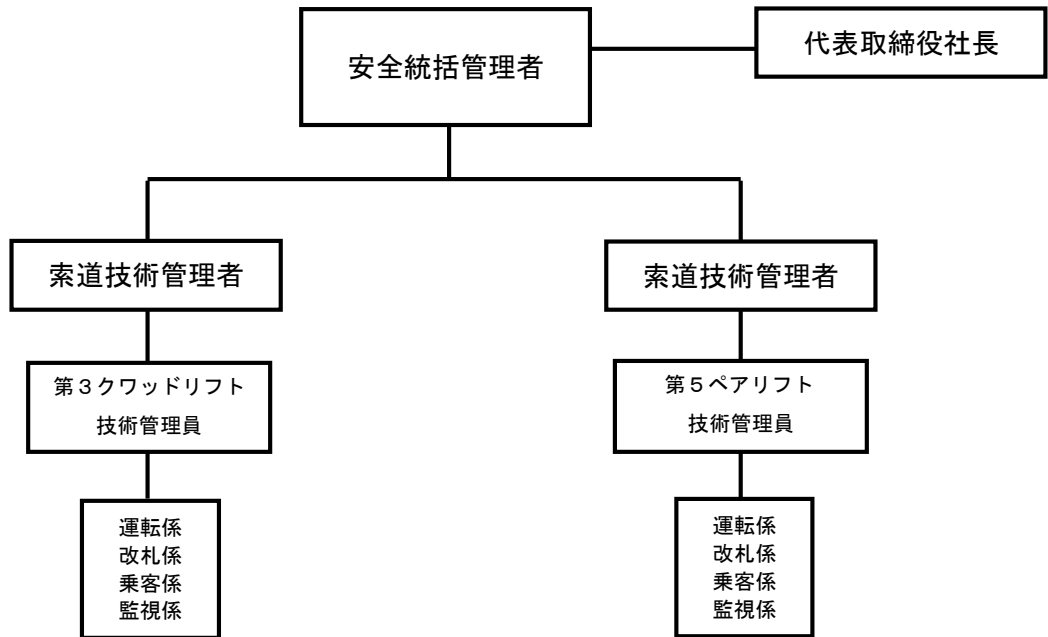 代表取締役社長
安全統括管理者
索道技術管理者
索道技術管理者
第３クワッドリフト
技術管理員
第５ペアリフト
技術管理員
運転係
改札係
乗客係
監視係
運転係
改札係
乗客係
監視係